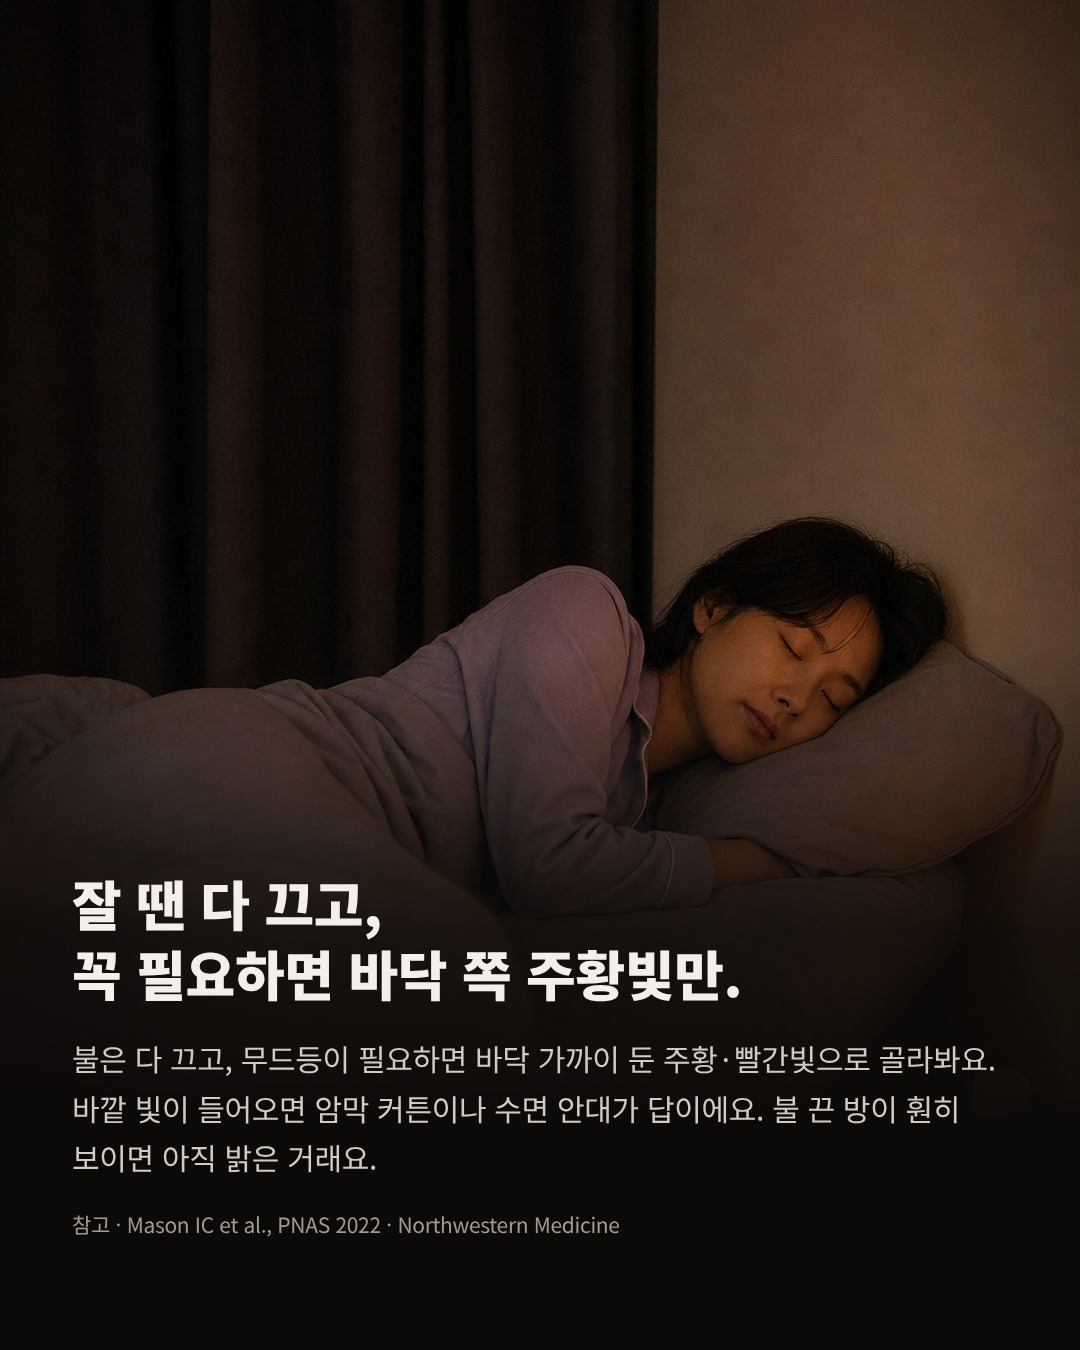 잘 땐 다 끄고,
꼭 필요하면 바닥 쪽 주황빛만.
불은 다 끄고, 무드등이 필요하면 바닥 가까이 둔 주황·빨간빛으로 골라봐요.
바깥 빛이 들어오면 암막 커튼이나 수면 안대가 답이에요. 불 끈 방이 훤히
보이면 아직 밝은 거래요.
참고 · Mason IC et al., PNAS 2022 · Northwestern Medicine